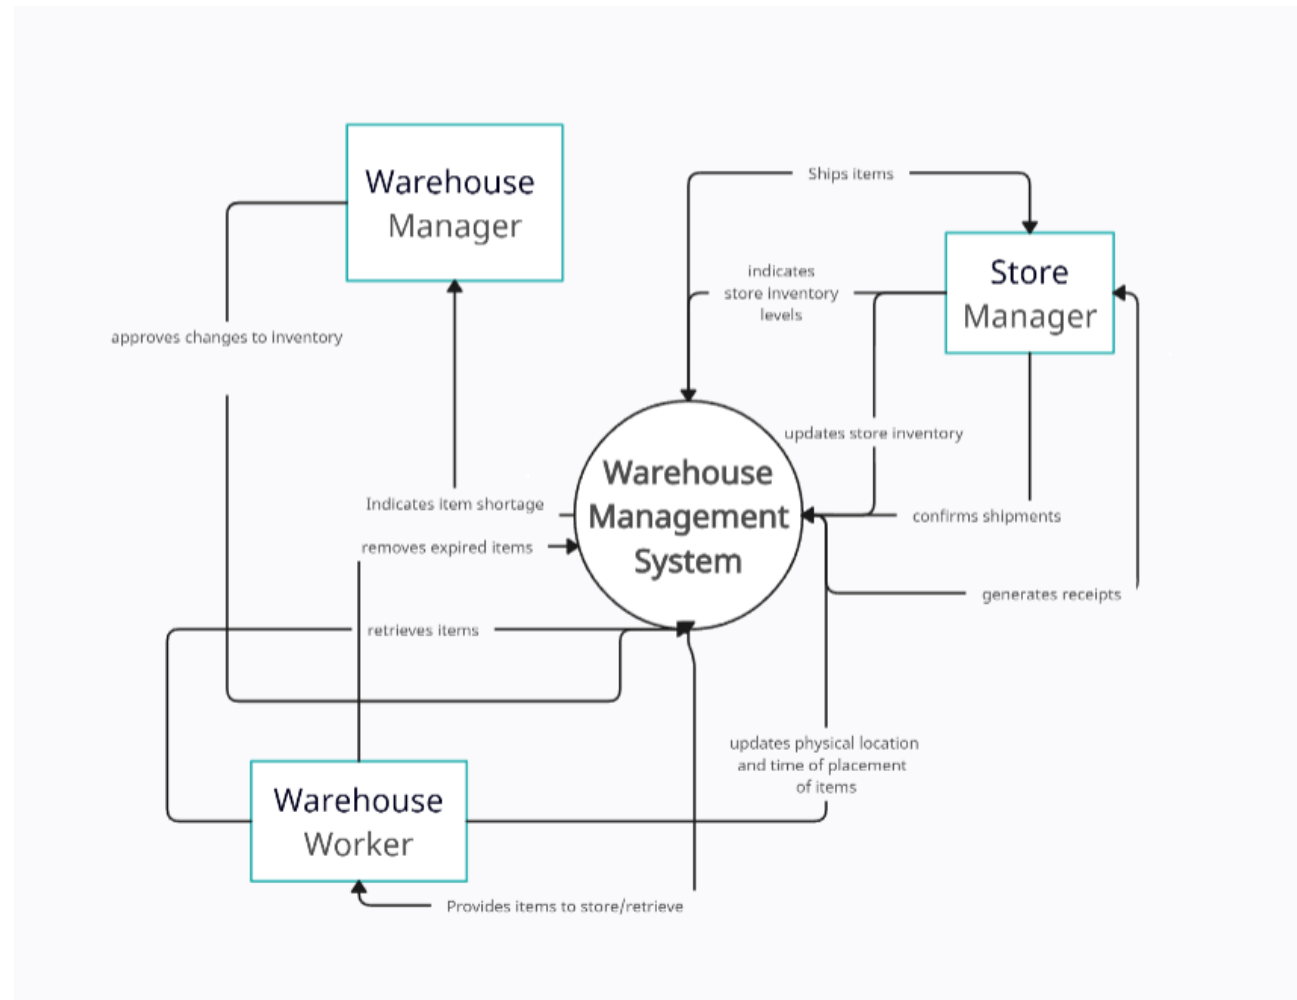 Warehouse
Manager
Ships items
Store
Manager
indicates
store inventory
levels
approves changes to inventory
updates store inventory
Warehouse
Management
System
Indicates item shortage
confirms shipments
removes expired items
generates receipts
retrieves items
updates physical location
and time of placement
of items
Warehouse
Worker
Provides items to store/retrieve